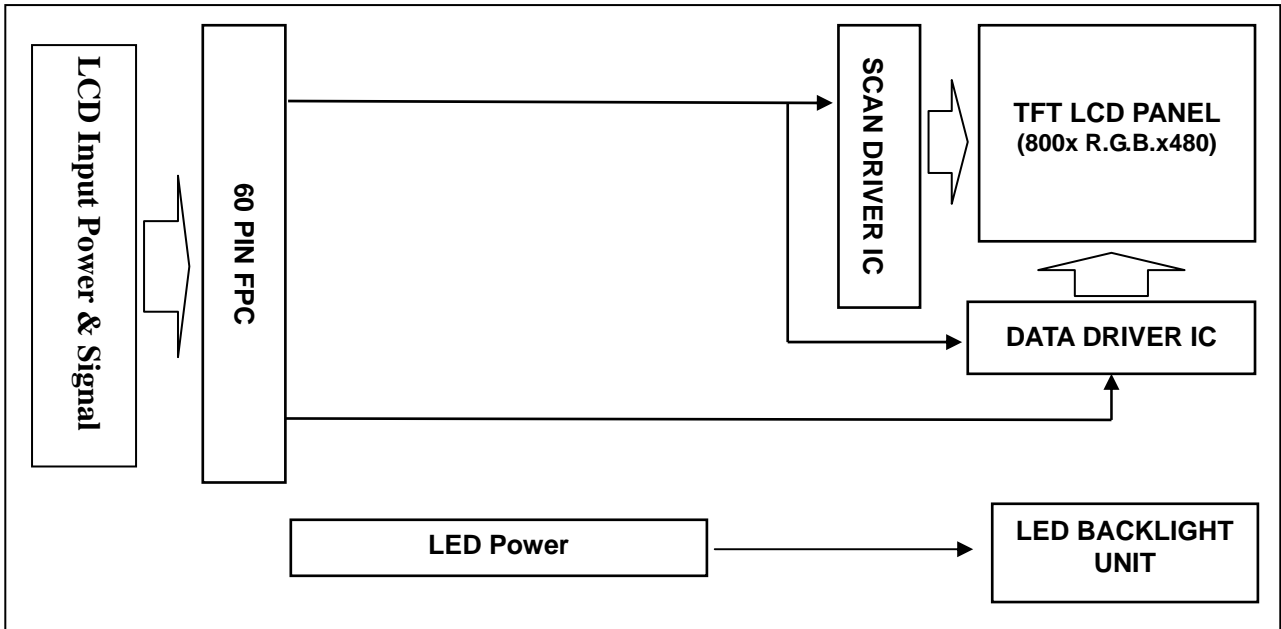 LCD Input Power & Signal
60 PIN FPC
SCAN DRIVER IC
TFT LCD PANEL
(800x R.G.B.x480)
DATA DRIVER IC
LED Power
LED BACKLIGHT
UNIT